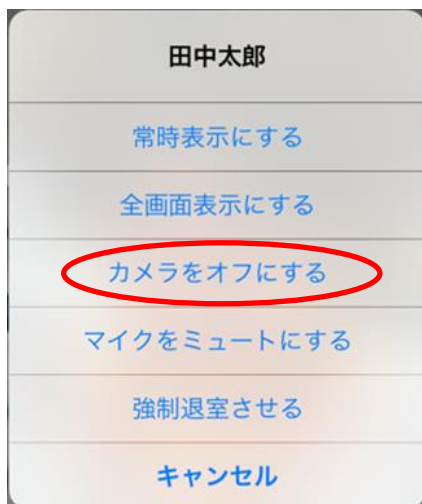 田中太郎
常時表示にする
全画面表示にする
カメラをオフにする
マイクをミュートにする
強制退室させる
キャンセル